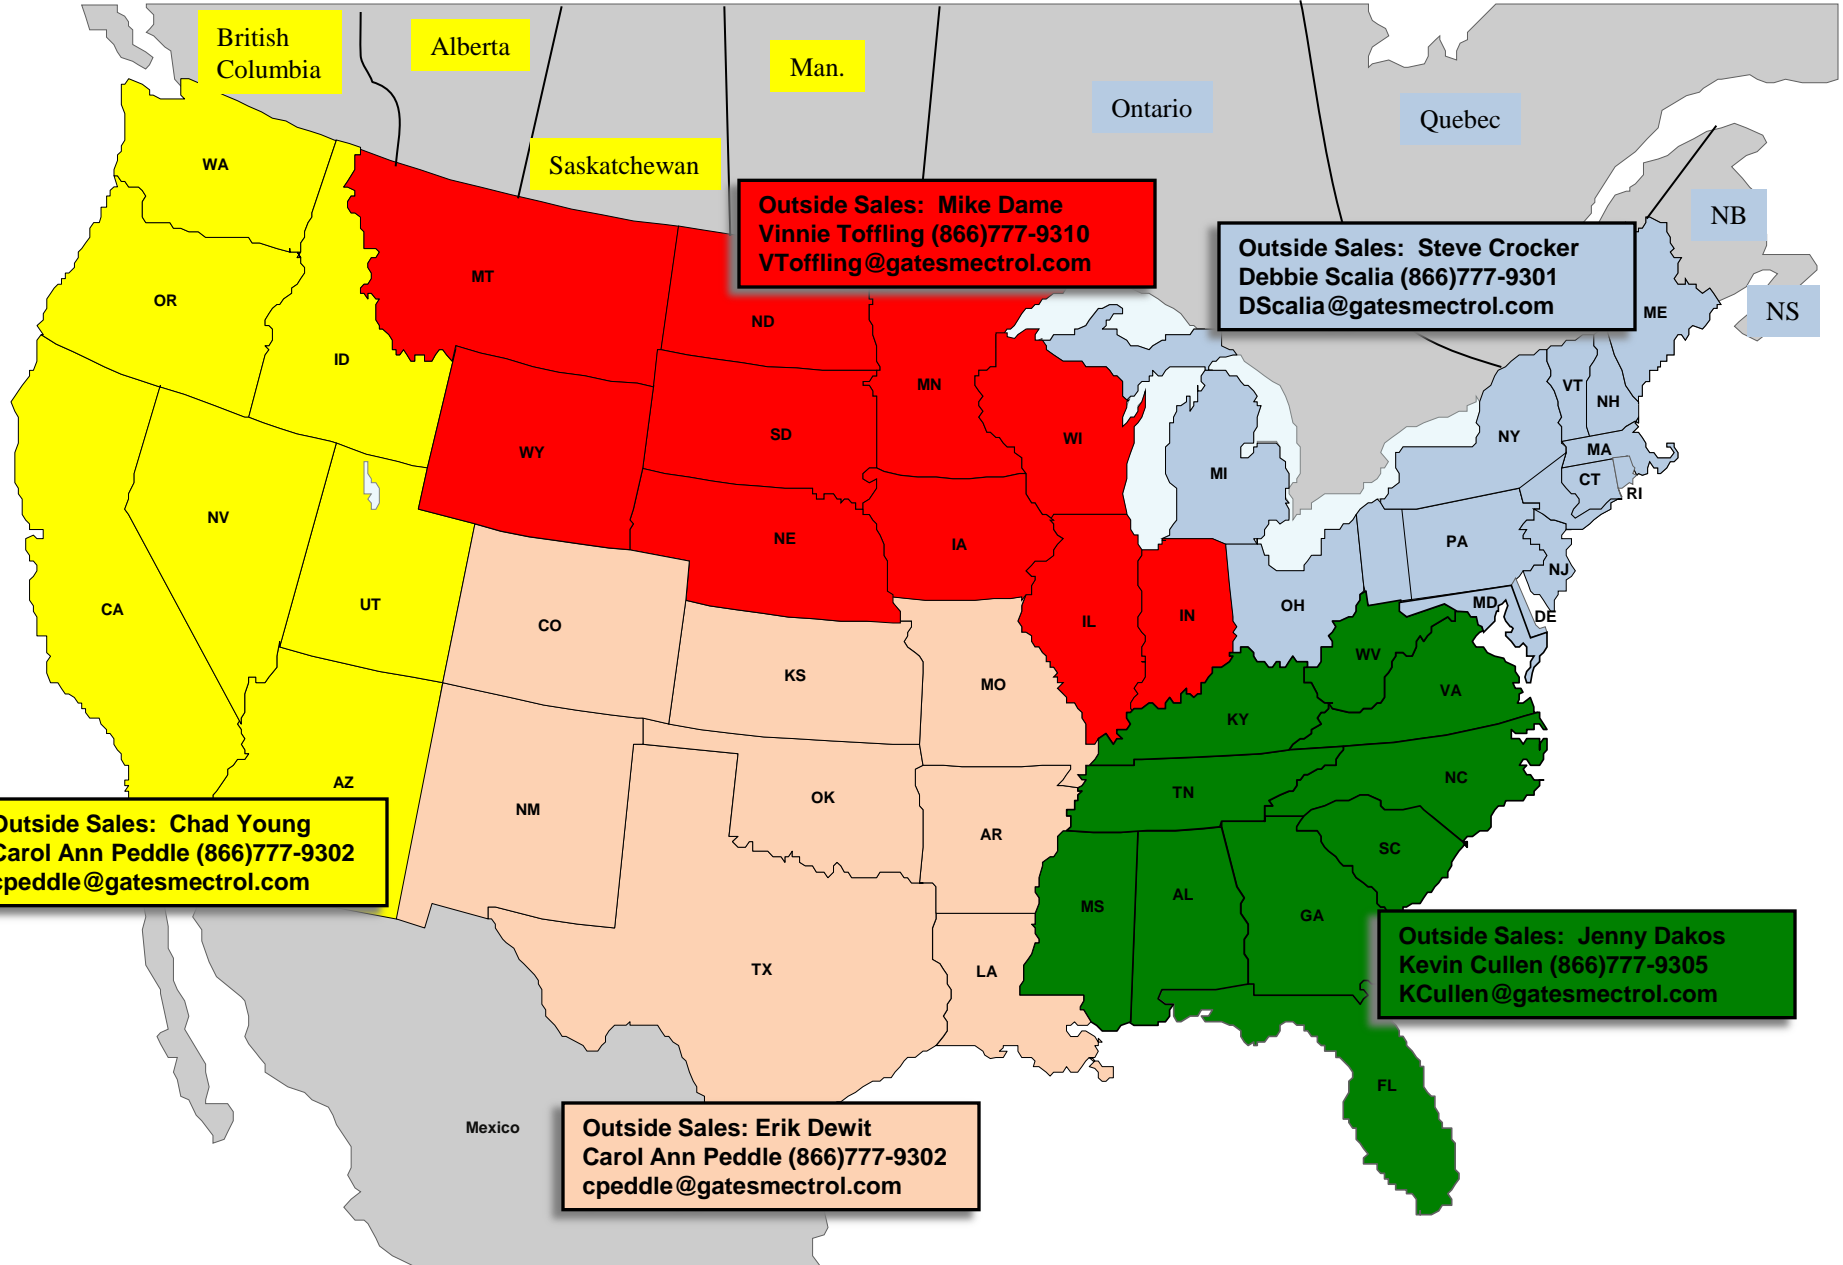 British
Columbia
Alberta
Man.
Saskatchewan
Ontario
Quebec
NB
NS
WA
OR
ID
MT
ND
MN
SD
WY
WI
MI
NE
IA
IL
IN
OH
NV
UT
CA
AZ
CO
KS
MO
NM
OK
AR
TX
LA
NY
VT
NH
ME
MA
CT
RI
PA
NJ
MD
DE
WV
VA
KY
TN
NC
SC
MS
AL
GA
FL
Mexico
Outside Sales: Mike Dame
Vinnie Toffling (866)777-9310
VToffling@gatesmectrol.com
Outside Sales: Steve Crocker
Debbie Scalia (866)777-9301
DScalia@gatesmectrol.com
Outside Sales: Chad Young
Carol Ann Peddle (866)777-9302
cpeddle@gatesmectrol.com
Outside Sales: Jenny Dakos
Kevin Cullen (866)777-9305
KCullen@gatesmectrol.com
Outside Sales: Erik Dewit
Carol Ann Peddle (866)777-9302
cpeddle@gatesmectrol.com